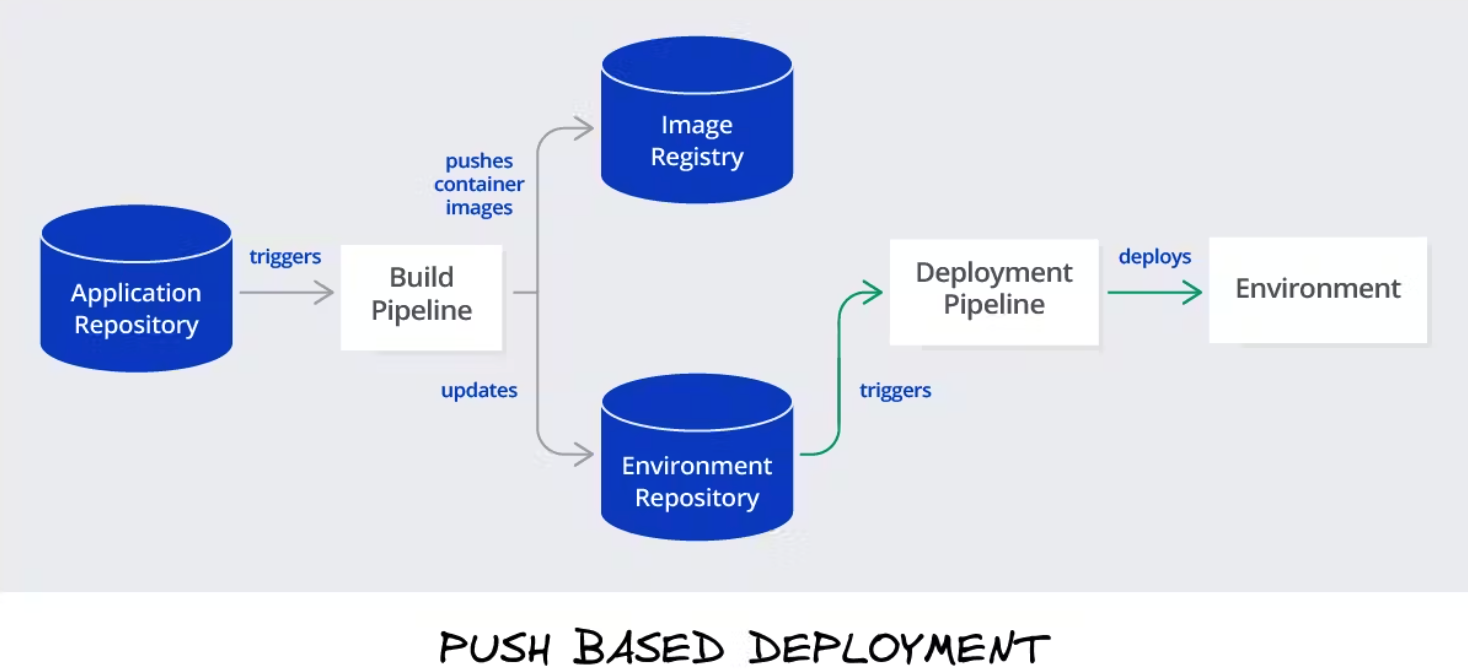 Application
Repository
triggers
Build
Pipeline
pushes
container
images
Image
Registry
updates
Environment
Repository
triggers
Deployment
Pipeline
deploys
Environment
PUSH BASED DEPLOYMENT